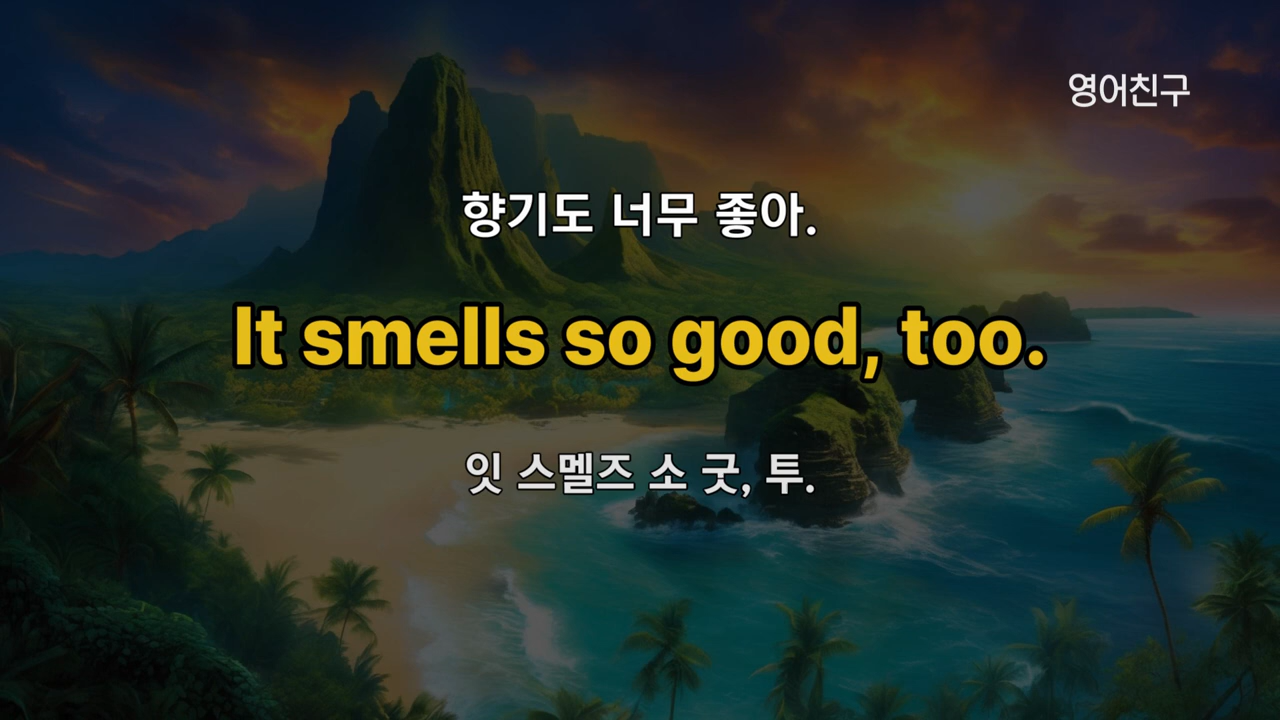 영어친구
향기도 너무 좋아.
It smells so good, too.
잇 스멜즈 소 굿, 투.